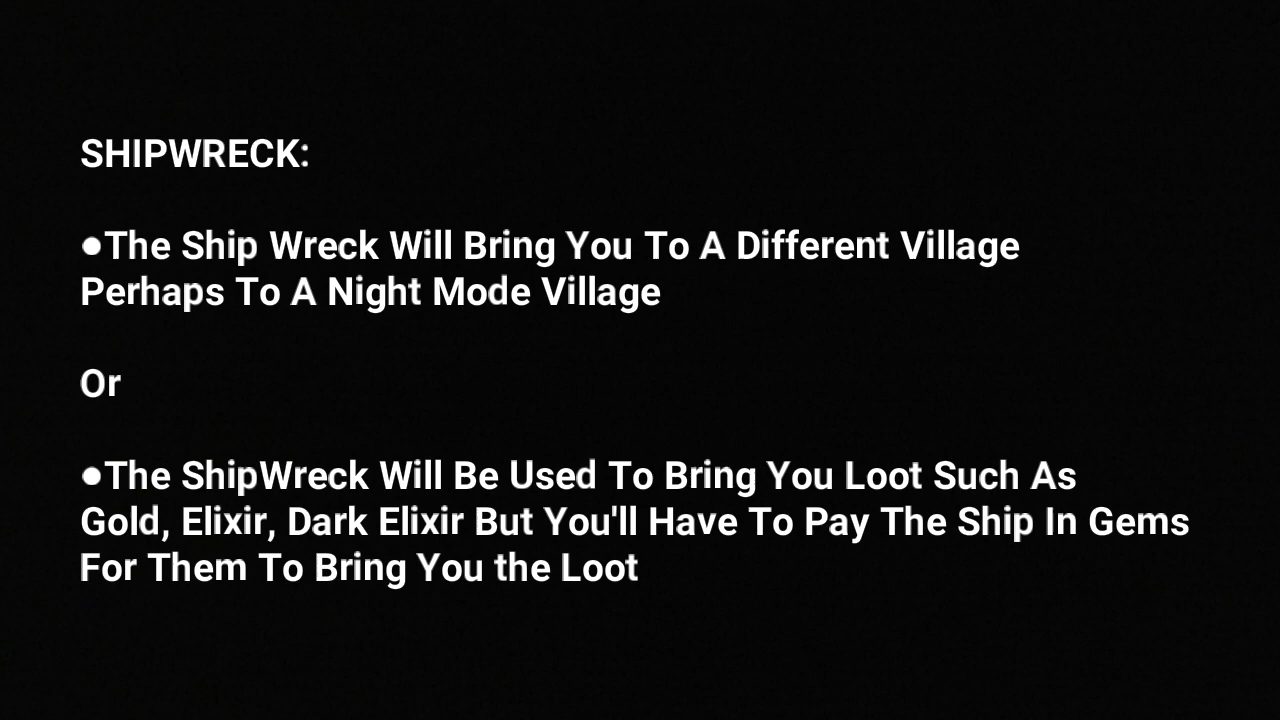 SHIPWRECK:
●The Ship Wreck Will Bring You To A Different Village
Perhaps To A Night Mode Village
Or
●The ShipWreck Will Be Used To Bring You Loot Such As
Gold, Elixir, Dark Elixir But You'll Have To Pay The Ship In Gems
For Them To Bring You the Loot